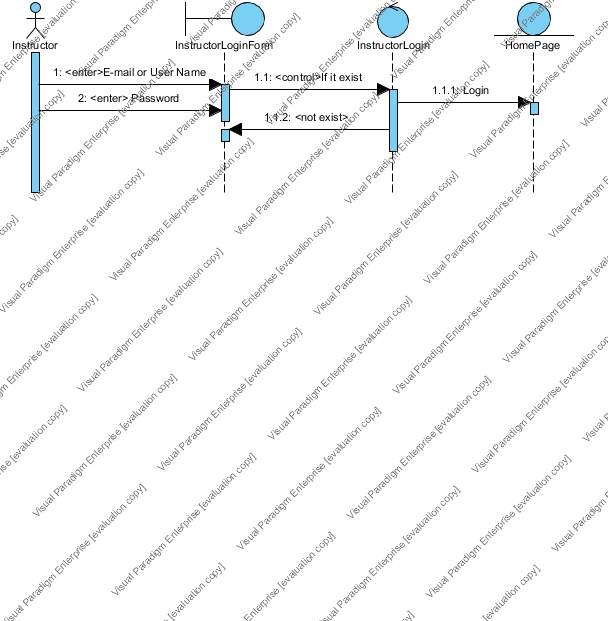 Instructor
InstructorLoginForm
InstructorLogin
HomePage
1: <enter>E-mail or User Name
1.1: <control>If it exist
2: <enter> Password
1.1.1: Login
1.1.2: <not exist>
Visual Paradigm Enterprise [evaluation copy]